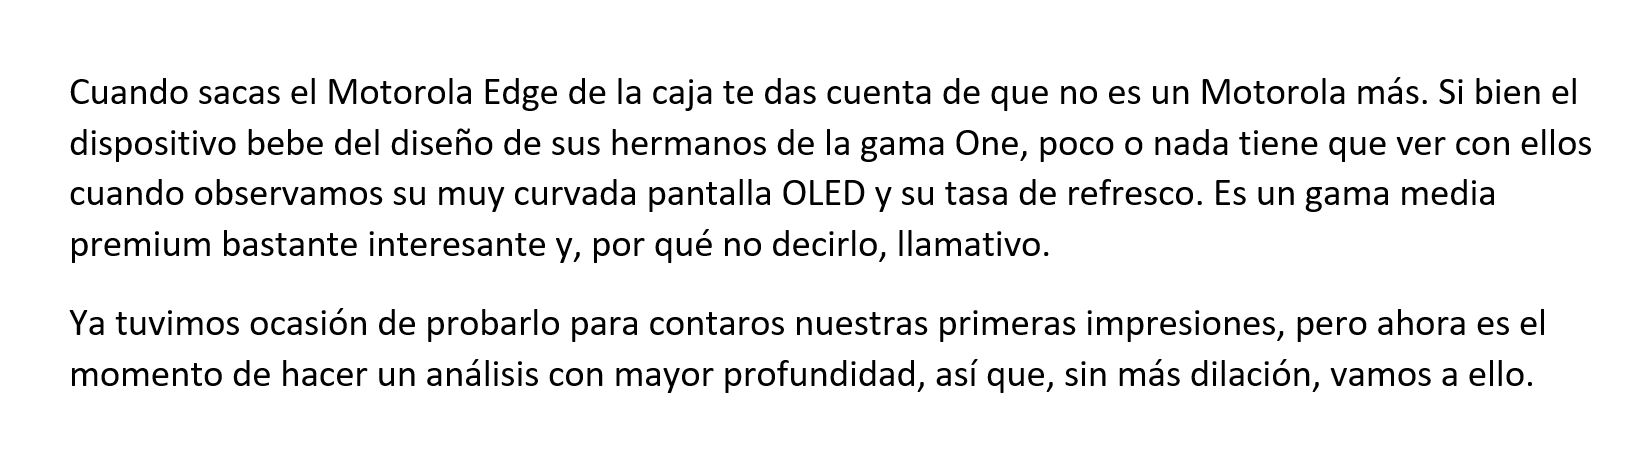 Cuando sacas el Motorola Edge de la caja te das cuenta de que no es un Motorola más. Si bien el
dispositivo bebe del diseño de sus hermanos de la gama One, poco o nada tiene que ver con ellos
cuando observamos su muy curvada pantalla OLED y su tasa de refresco. Es un gama media
premium bastante interesante y, por qué no decirlo, llamativo.
Ya tuvimos ocasión de probarlo para contaros nuestras primeras impresiones, pero ahora es el
momento de hacer un análisis con mayor profundidad, así que, sin más dilación, vamos a ello.